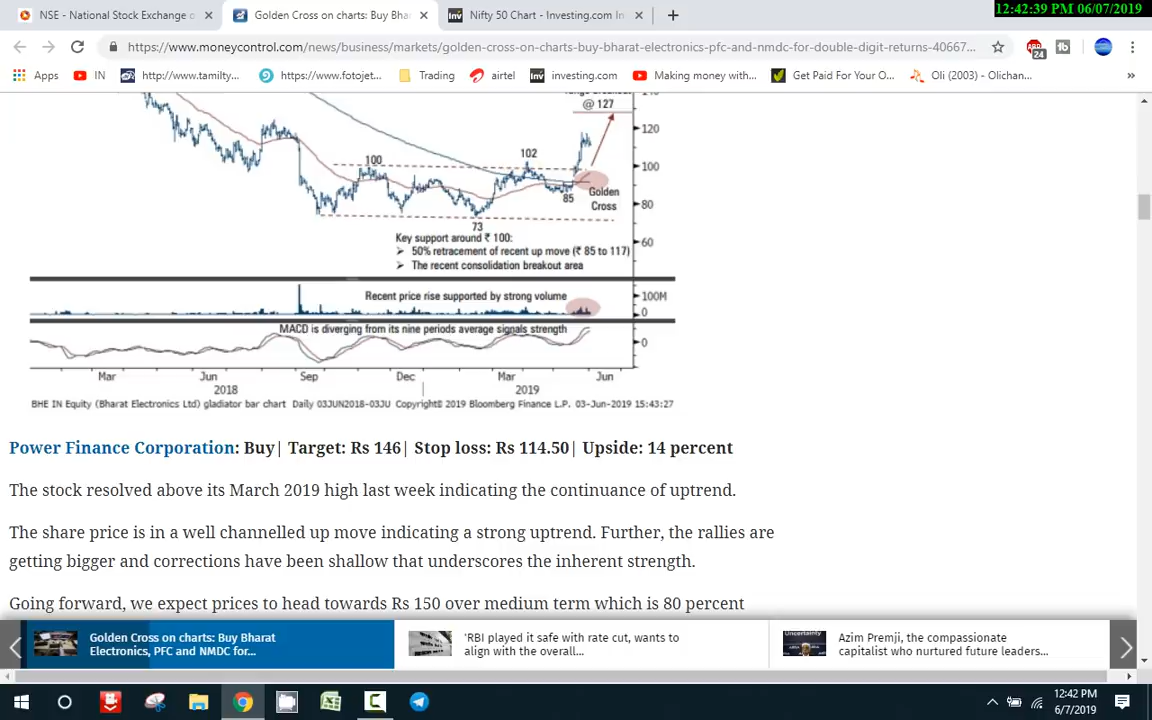 NSE - National Stock Exchange o
Golden Cross on charts: Buy Bhar
Nifty 50 Chart - Investing.com In
12:42:39 PM 06/07/2019
https://www.moneycontrol.com/news/business/markets/golden-cross-on-charts-buy-bharat-electronics-pfc-and-nmdc-for-double-digit-returns-40667...
24
Apps
IN
http://www.tamilty...
https://www.fotojet...
Trading
airtel
investing.com
Making money with...
Get Paid For Your O...
Oli (2003) - Olichan...
»
@ 127
120
100
80
60
100
102
85
73
Golden
Cross
Key support around ₹ 100:
➢ 50% retracement of recent up move (₹ 85 to 117)
➢ The recent consolidation breakout area
Recent price rise supported by strong volume
100M
0
MACD is diverging from its nine periods average signals strength
0
Mar Jun Sep Dec Mar Jun
2018 2019
BHE IN Equity (Bharat Electronics Ltd) gladiator bar chart Daily 03JUN2018-03JU Copyright© 2019 Bloomberg Finance L.P. 03-Jun-2019 15:43:27
Power Finance Corporation: Buy| Target: Rs 146| Stop loss: Rs 114.50| Upside: 14 percent
The stock resolved above its March 2019 high last week indicating the continuance of uptrend.
The share price is in a well channelled up move indicating a strong uptrend. Further, the rallies are
getting bigger and corrections have been shallow that underscores the inherent strength.
Going forward, we expect prices to head towards Rs 150 over medium term which is 80 percent
Golden Cross on charts: Buy Bharat
Electronics, PFC and NMDC for...
'RBI played it safe with rate cut, wants to
align with the overall...
Azim Premji, the compassionate
capitalist who nurtured future leaders...
12:42 PM
6/7/2019